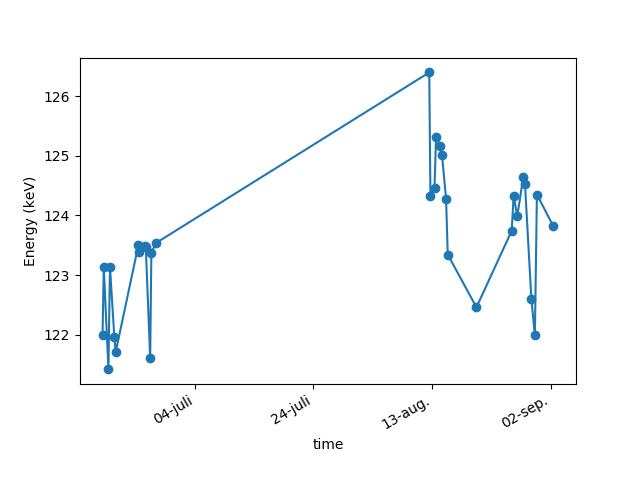 126
125
124
123
122
Energy (keV)
04-juli
24-juli
13-aug.
02-sep.
time